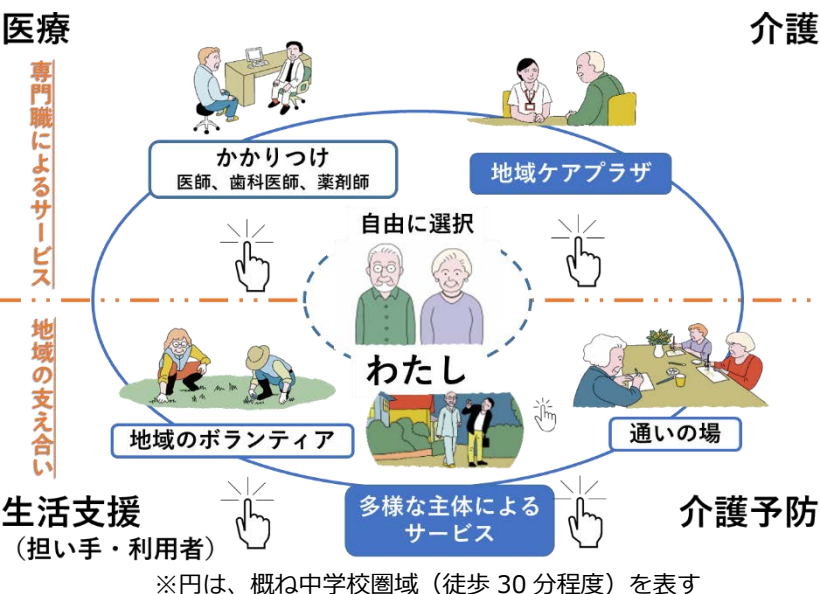 医療
介護
専門職によるサービス
かかりつけ
医師、歯科医師、薬剤師
地域ケアプラザ
自由に選択
わたし
地域の支え合い
地域のボランティア
通いの場
生活支援
（担い手・利用者）
多様な主体による
サービス
介護予防
※円は、概ね中学校圏域（徒歩 30 分程度）を表す